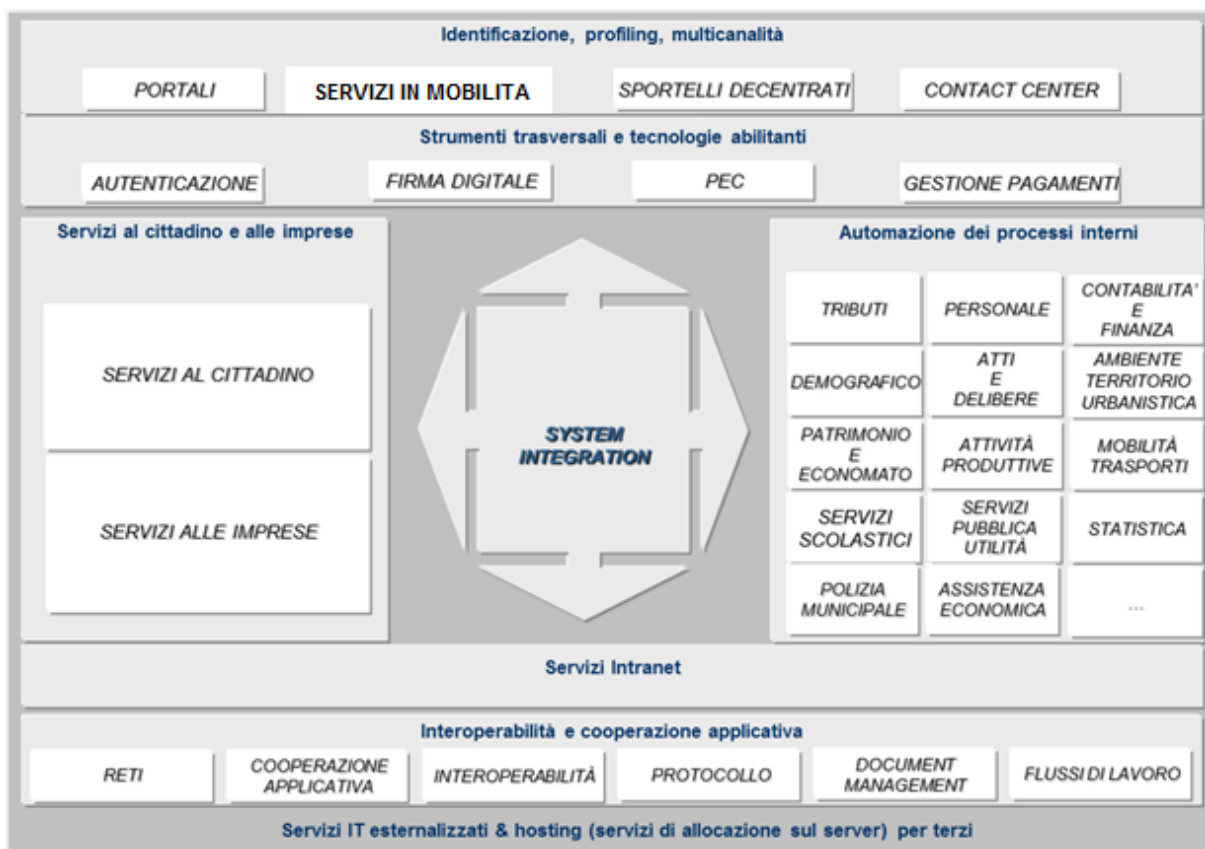 Identificazione, profiling, multicanalità
PORTALI
SERVIZI IN MOBILITA
SPORTELLI DECENTRATI
CONTACT CENTER
Strumenti trasversali e tecnologie abilitanti
AUTENTICAZIONE
FIRMA DIGITALE
PEC
GESTIONE PAGAMENTI
Servizi al cittadino e alle imprese
SERVIZI AL CITTADINO
SERVIZI ALLE IMPRESE
SYSTEM
INTEGRATION
Automazione dei processi interni
TRIBUTI
PERSONALE
CONTABILITA'
E
FINANZA
DEMOGRAFICO
ATTI
E
DELIBERE
AMBIENTE
TERRITORIO
URBANISTICA
PATRIMONIO
E
ECONOMATO
ATTIVITÀ
PRODUTTIVE
MOBILITÀ
TRASPORTI
SERVIZI
SCOLASTICI
SERVIZI
PUBBLICA
UTILITÀ
STATISTICA
POLIZIA
MUNICIPALE
ASSISTENZA
ECONOMICA
...
Servizi Intranet
Interoperabilità e cooperazione applicativa
RETI
COOPERAZIONE
APPLICATIVA
INTEROPERABILITÀ
PROTOCOLLO
DOCUMENT
MANAGEMENT
FLUSSI DI LAVORO
Servizi IT esternalizzati & hosting (servizi di allocazione sul server) per terzi